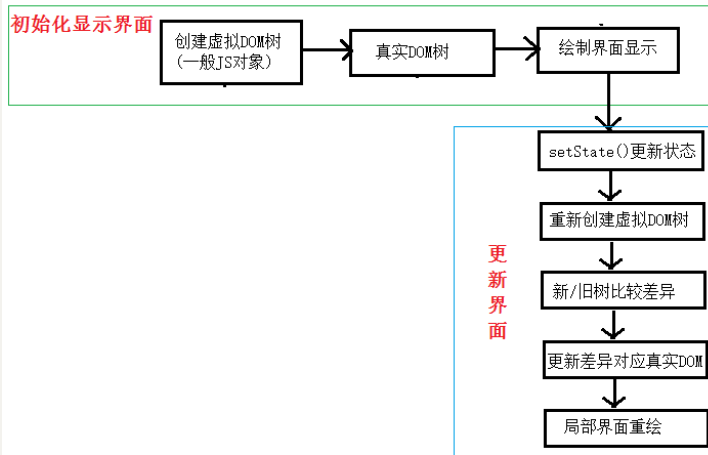 初始化显示界面
创建虚拟DOM树
(一般JS对象)
真实DOM树
绘制界面显示
setState()更新状态
重新创建虚拟DOM树
更新界面
新/旧树比较差异
更新差异对应真实DOM
局部界面重绘